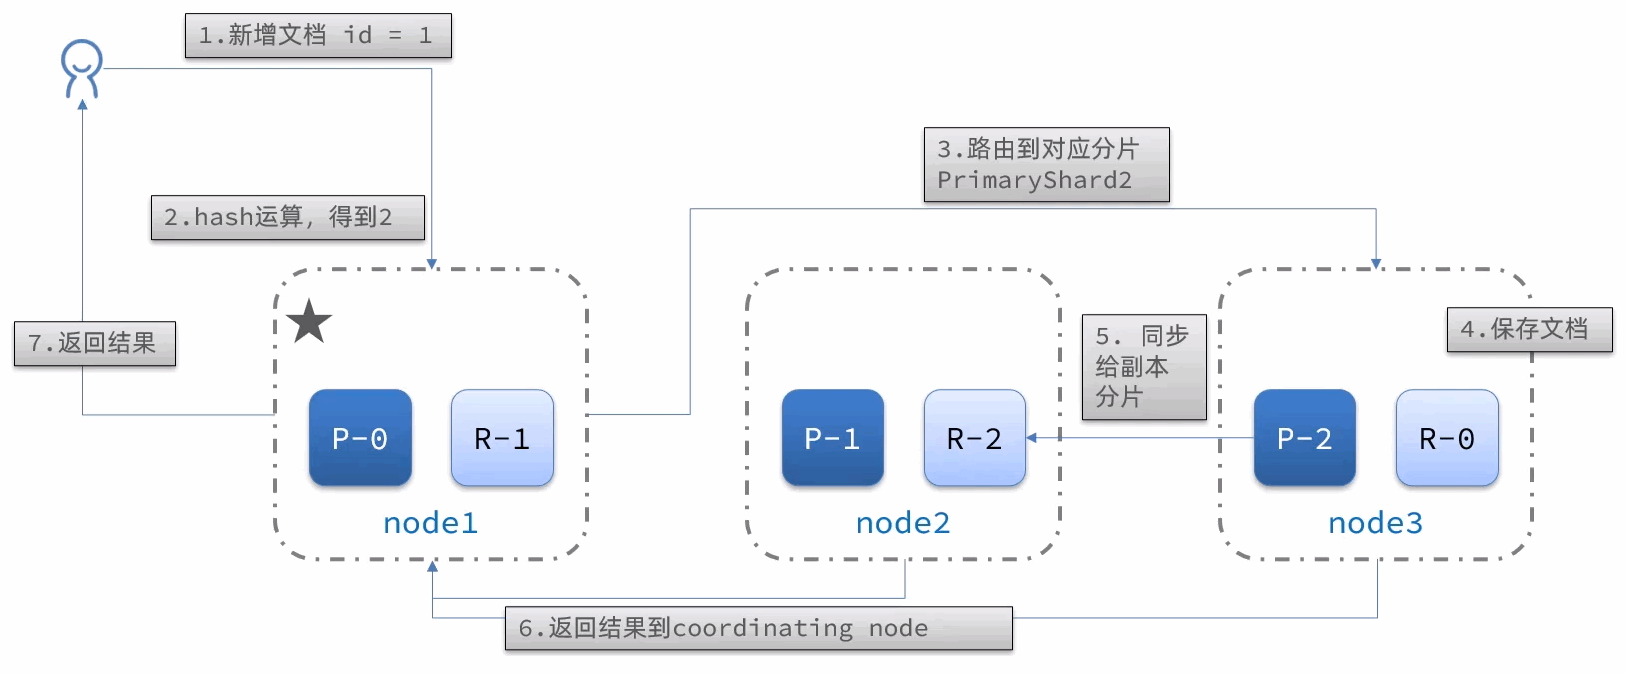 1.新增文档 id = 1
2.hash运算，得到2
3.路由到对应分片
PrimaryShard2
4.保存文档
5. 同步
给副本
分片
7.返回结果
P-0
R-1
P-1
R-2
P-2
R-0
node1
node2
node3
6.返回结果到coordinating node